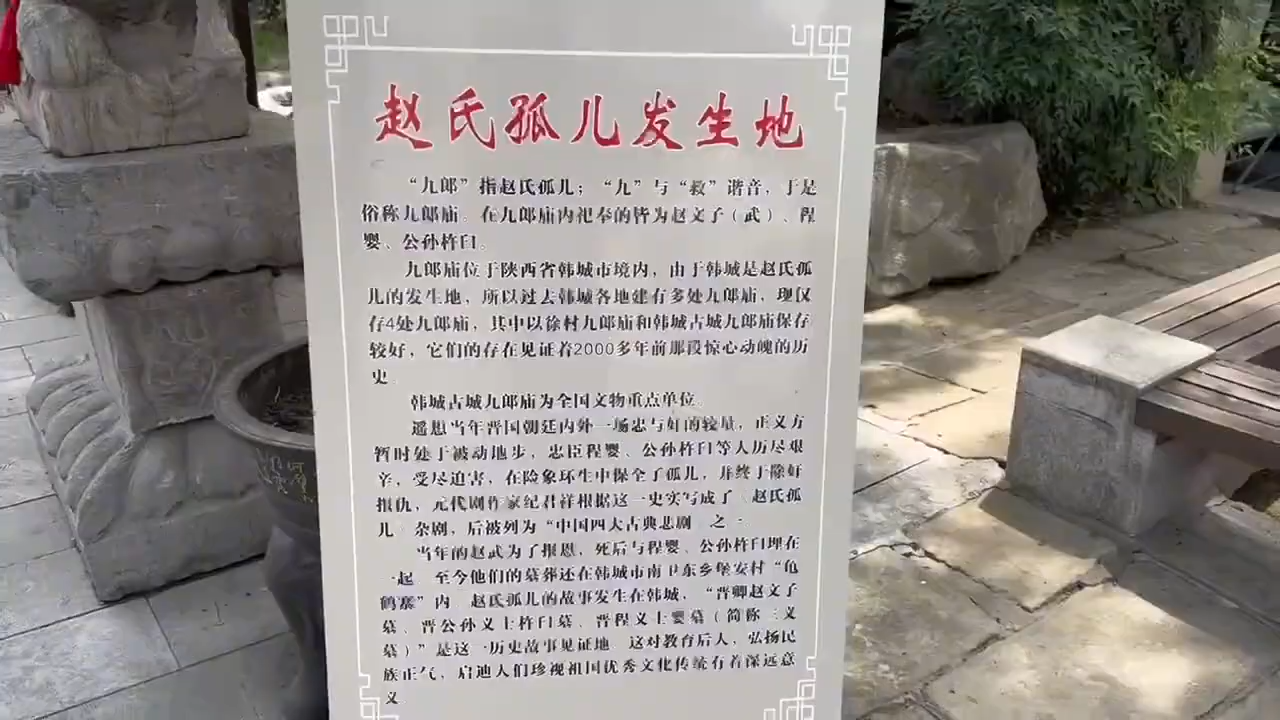 赵氏孤儿发生地
“九郎”指赵氏孤儿；“九”与“救”谐音，于是
俗称九郎庙。在九郎庙内祀奉的皆为赵文子（武）、程
婴、公孙杵臼。
九郎庙位于陕西省韩城市境内，由于韩城是赵氏孤
儿的发生地，所以过去韩城各地建有多处九郎庙，现仅
存4处九郎庙，其中以徐村九郎庙和韩城古城九郎庙保存
较好，它们的存在见证着2000多年前那段惊心动魄的历
史
韩城古城九郎庙为全国文物重点单位。
遥想当年晋国朝廷内外一场忠与奸的较量，正义方
暂时处于被动地步，忠臣程婴、公孙杵臼等人历尽艰
辛，受尽迫害，在险象环生中保全了孤儿，并终于除奸
报仇，元代剧作家纪君祥根据这一史实写成了《赵氏孤
儿》杂剧，后被列为“中国四大古典悲剧”之一
当年的赵武为了报恩，死后与程婴、公孙杵臼埋在
一起 至今他们的墓葬还在韩城市南 东乡堡安村“龟
鹤寨”内 赵氏孤儿的故事发生在韩城，“晋卿赵文子
墓、晋公孙义士杵臼墓、晋程义士婴墓（简称三义
墓）”是这一历史故事见证地 这对教育后人，弘扬民
族正气，启迪人们珍视祖国优秀文化传统有着深远意
义